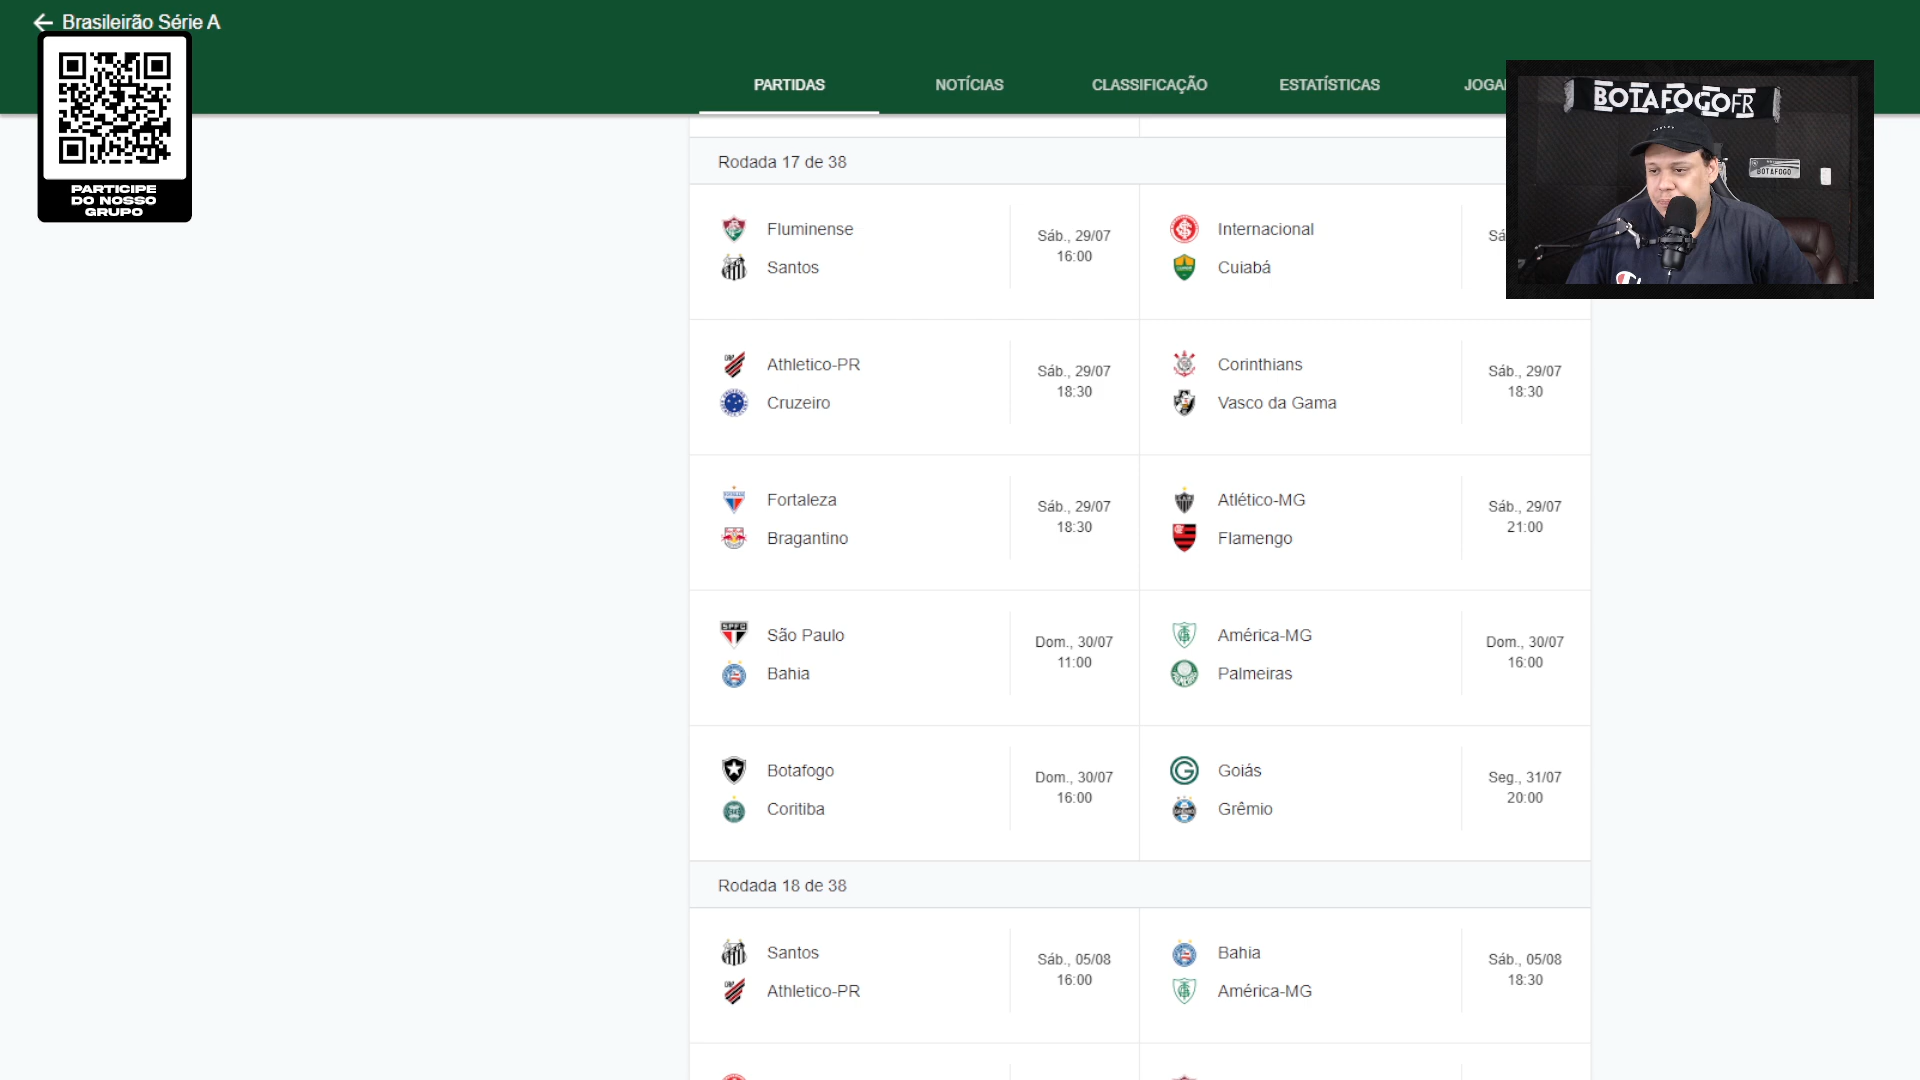 Brasileirão Série A
PARTICIPE
DO NOSSO
GRUPO
PARTIDAS
NOTÍCIAS
CLASSIFICAÇÃO
ESTATÍSTICAS
JOGA
BOTAFOGO FR
BOTAFOGO
Rodada 17 de 38
Fluminense
Santos
Sáb., 29/07
16:00
Internacional
Cuiabá
Sá
Athletico-PR
Cruzeiro
Sáb., 29/07
18:30
Corinthians
Vasco da Gama
Sáb., 29/07
18:30
Fortaleza
Bragantino
Sáb., 29/07
18:30
Atlético-MG
Flamengo
Sáb., 29/07
21:00
São Paulo
Bahia
Dom., 30/07
11:00
América-MG
Palmeiras
Dom., 30/07
16:00
Botafogo
Coritiba
Dom., 30/07
16:00
Goiás
Grêmio
Seg., 31/07
20:00
Rodada 18 de 38
Santos
Athletico-PR
Sáb., 05/08
16:00
Bahia
América-MG
Sáb., 05/08
18:30